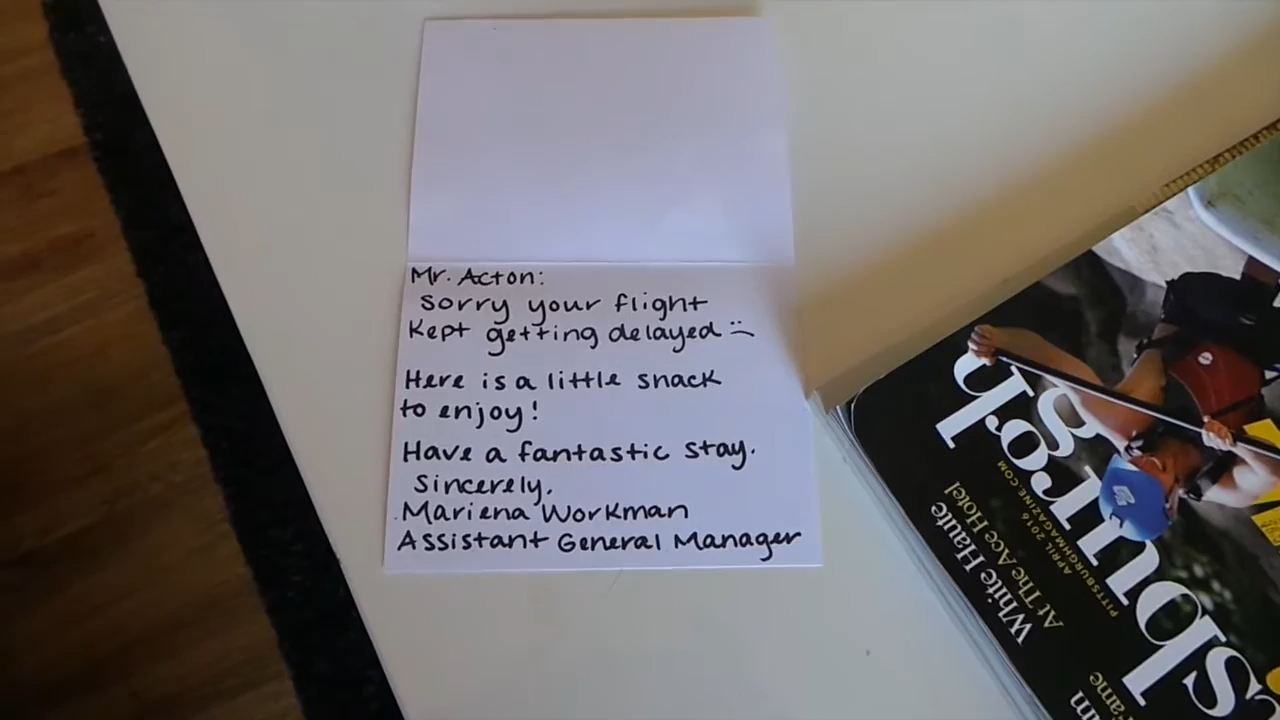 Mr. Acton:
Sorry your flight
Kept getting delayed :(
Here is a little snack
to enjoy!
Have a fantastic stay.
Sincerely,
Mariena Workman
Assistant General Manager
sburgh
APRIL 2016
PITTSBURGHMAGAZINE.COM
White Haute
At The Ace Hotel